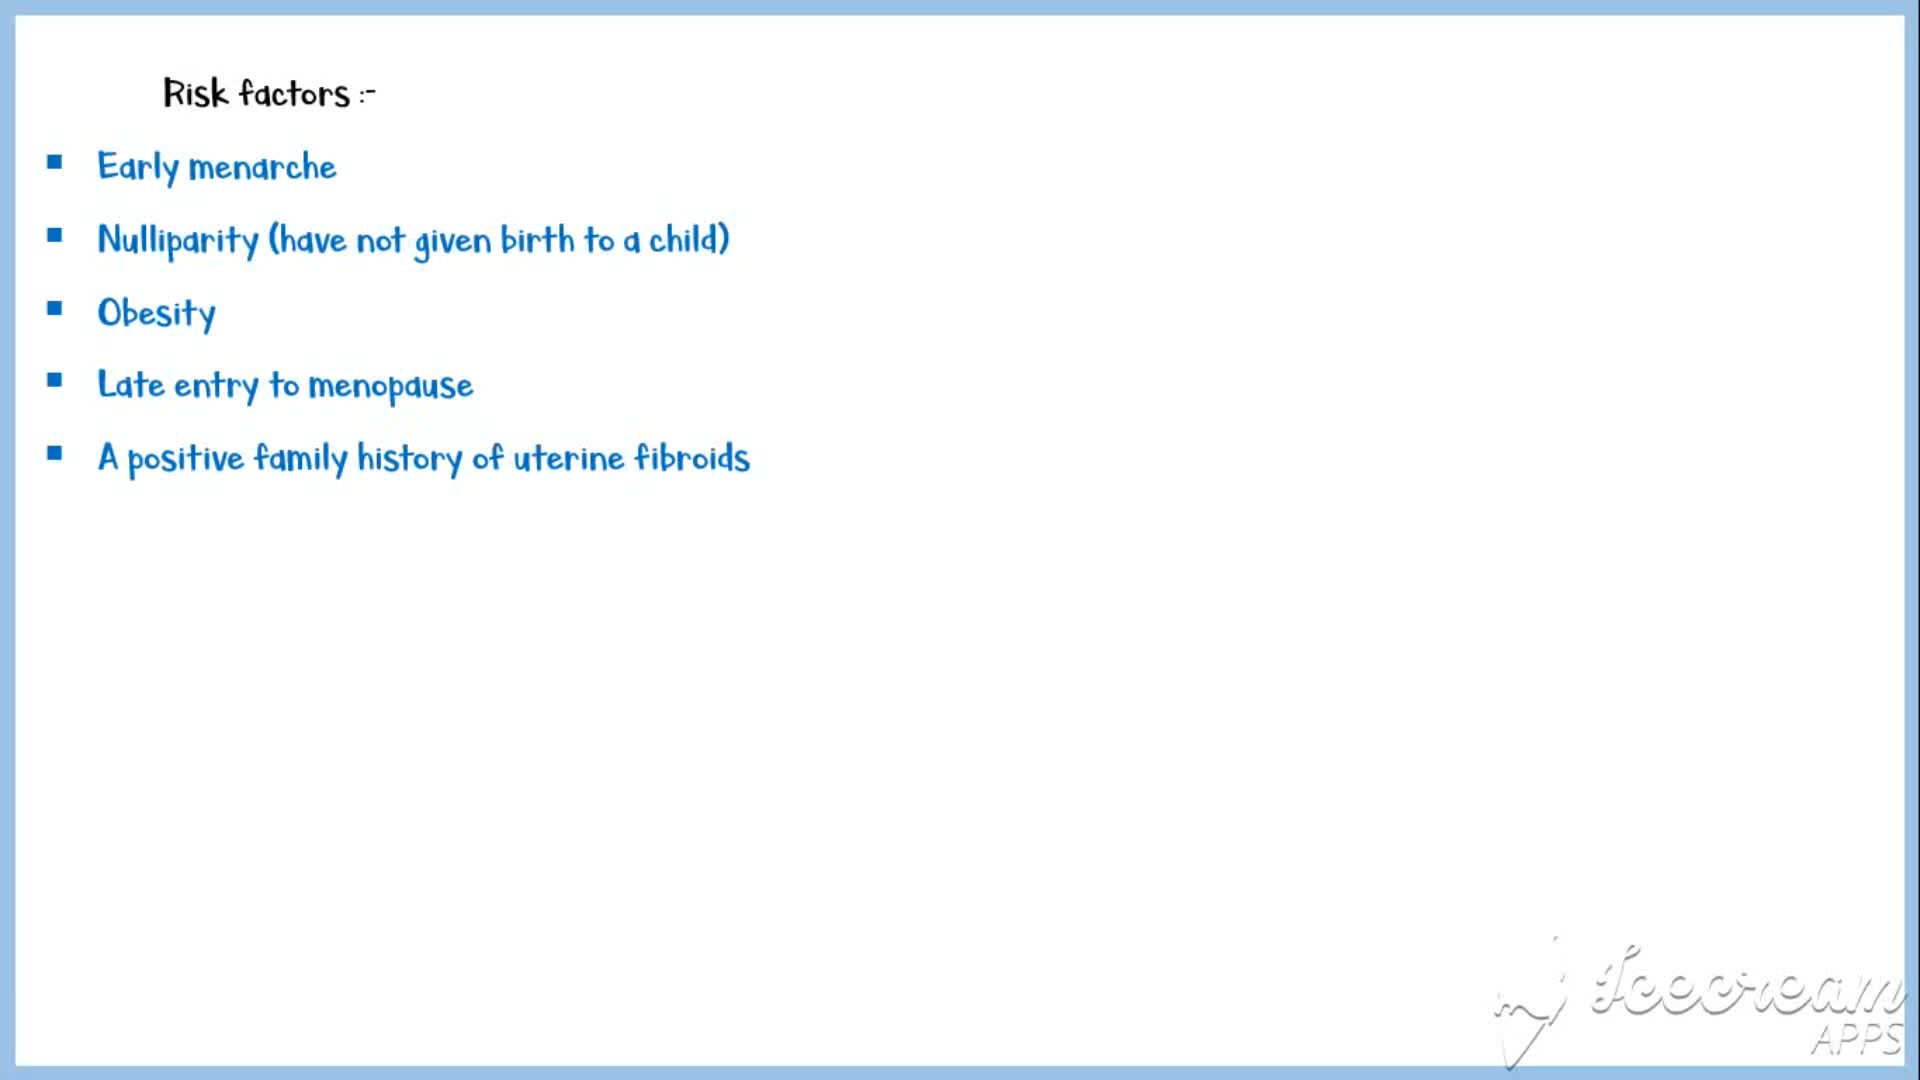 Risk factors :-
▪ Early menarche
▪ Nulliparity (have not given birth to a child)
▪ Obesity
▪ Late entry to menopause
▪ A positive family history of uterine fibroids
Icecream
APPS